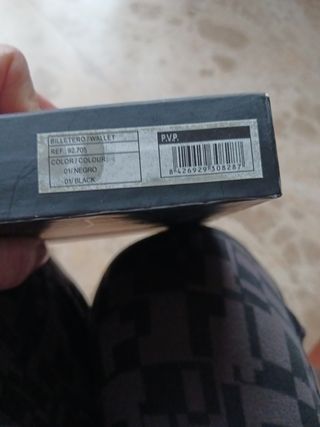 BILLETERO / WALLET
REF.: 92.705
COLOR / COLOUR:
01/ NEGRO
01/ BLACK
P.V.P.
8 426929 308287